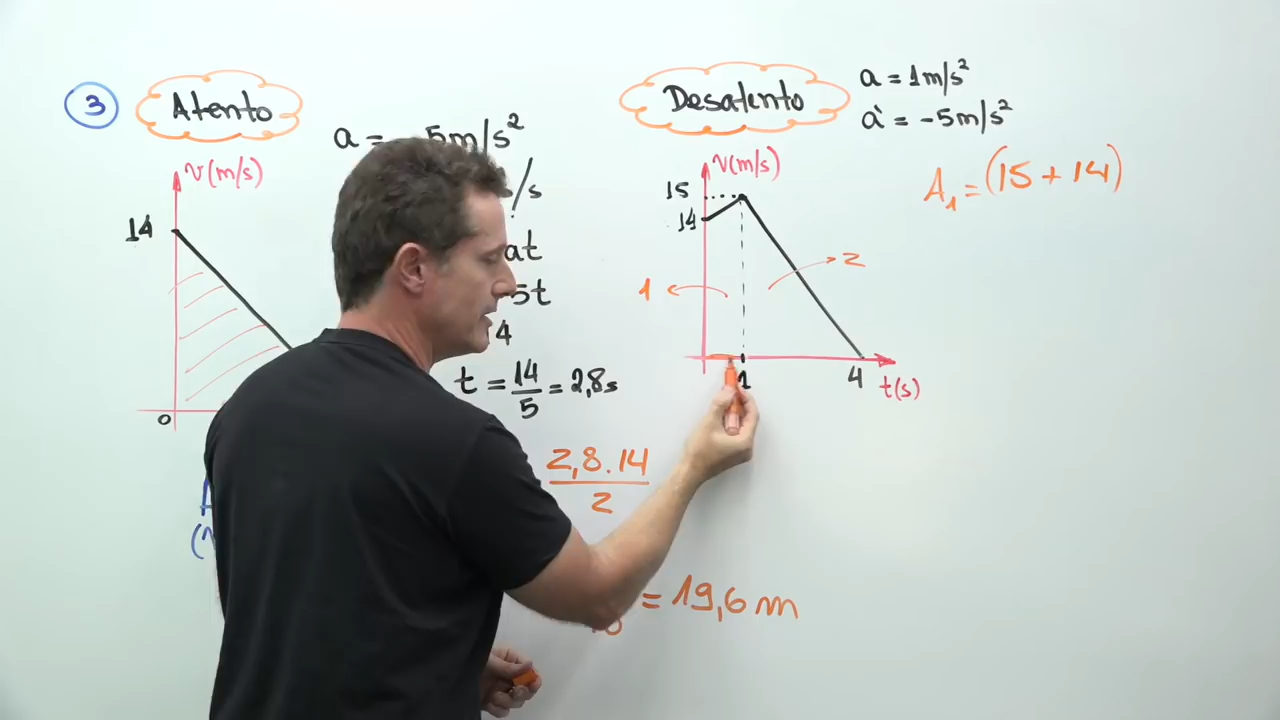 3
Atento
a = -5m/s²
v(m/s)
14
0
/s
at
5t
4
t = 14/5 = 2,8s
2,8.14
2
= 19,6 m
Desatento
a = 1m/s²
a` = -5m/s²
v(m/s)
15
14
1
2
1
4
t(s)
A₁ = (15 + 14)